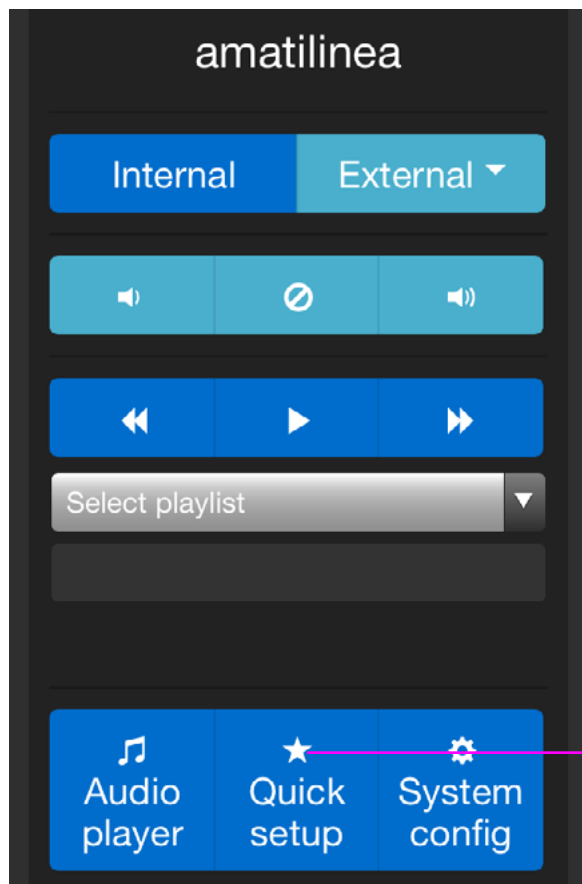 amatilinea
Internal External
Select playlist
Audio player
Quick setup
System config